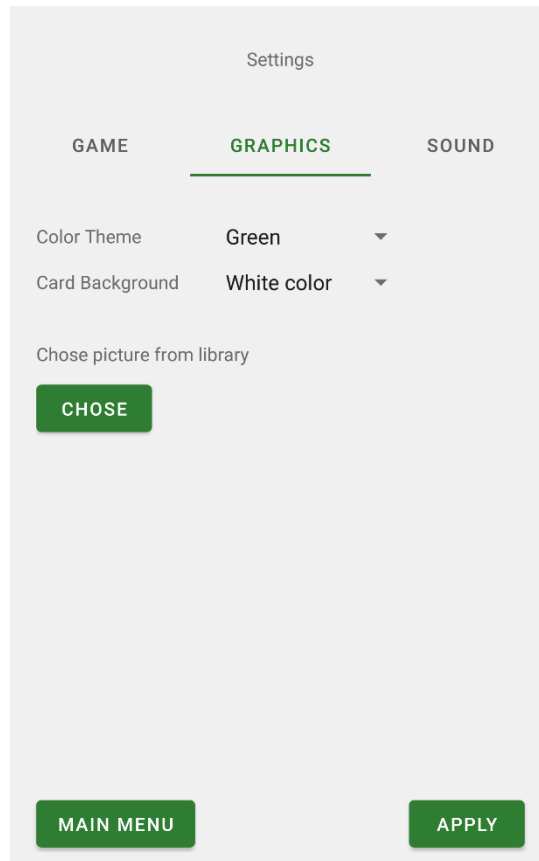 Settings
GAME GRAPHICS SOUND
Color Theme Green
Card Background White color
Chose picture from library
CHOSE
MAIN MENU APPLY